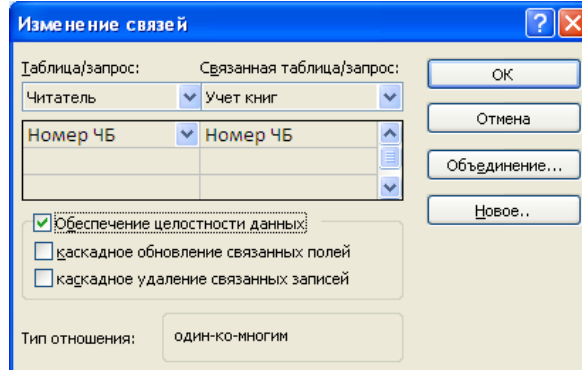 Изменение связей
Таблица/запрос: Связанная таблица/запрос:
Читатель Учет книг
Номер ЧБ Номер ЧБ
Обеспечение целостности данных
каскадное обновление связанных полей
каскадное удаление связанных записей
Тип отношения: один-ко-многим
ОК
Отмена
Объединение...
Новое..